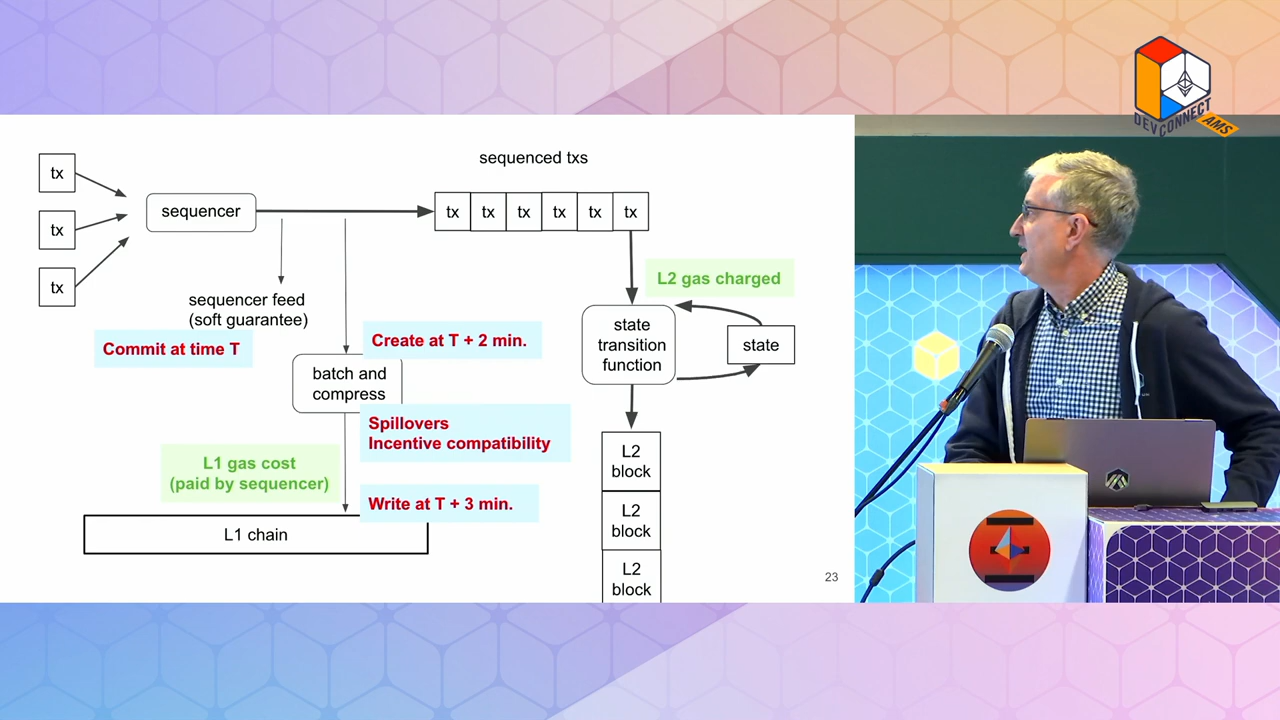 DEVCONNECT
AMS
sequenced txs
tx
tx
tx
sequencer
tx tx tx tx tx tx
L2 gas charged
sequencer feed
(soft guarantee)
Commit at time T
Create at T + 2 min.
batch and
compress
state
transition
function
state
Spillovers
Incentive compatibility
L1 gas cost
(paid by sequencer)
Write at T + 3 min.
L1 chain
L2
block
L2
block
L2
block
23